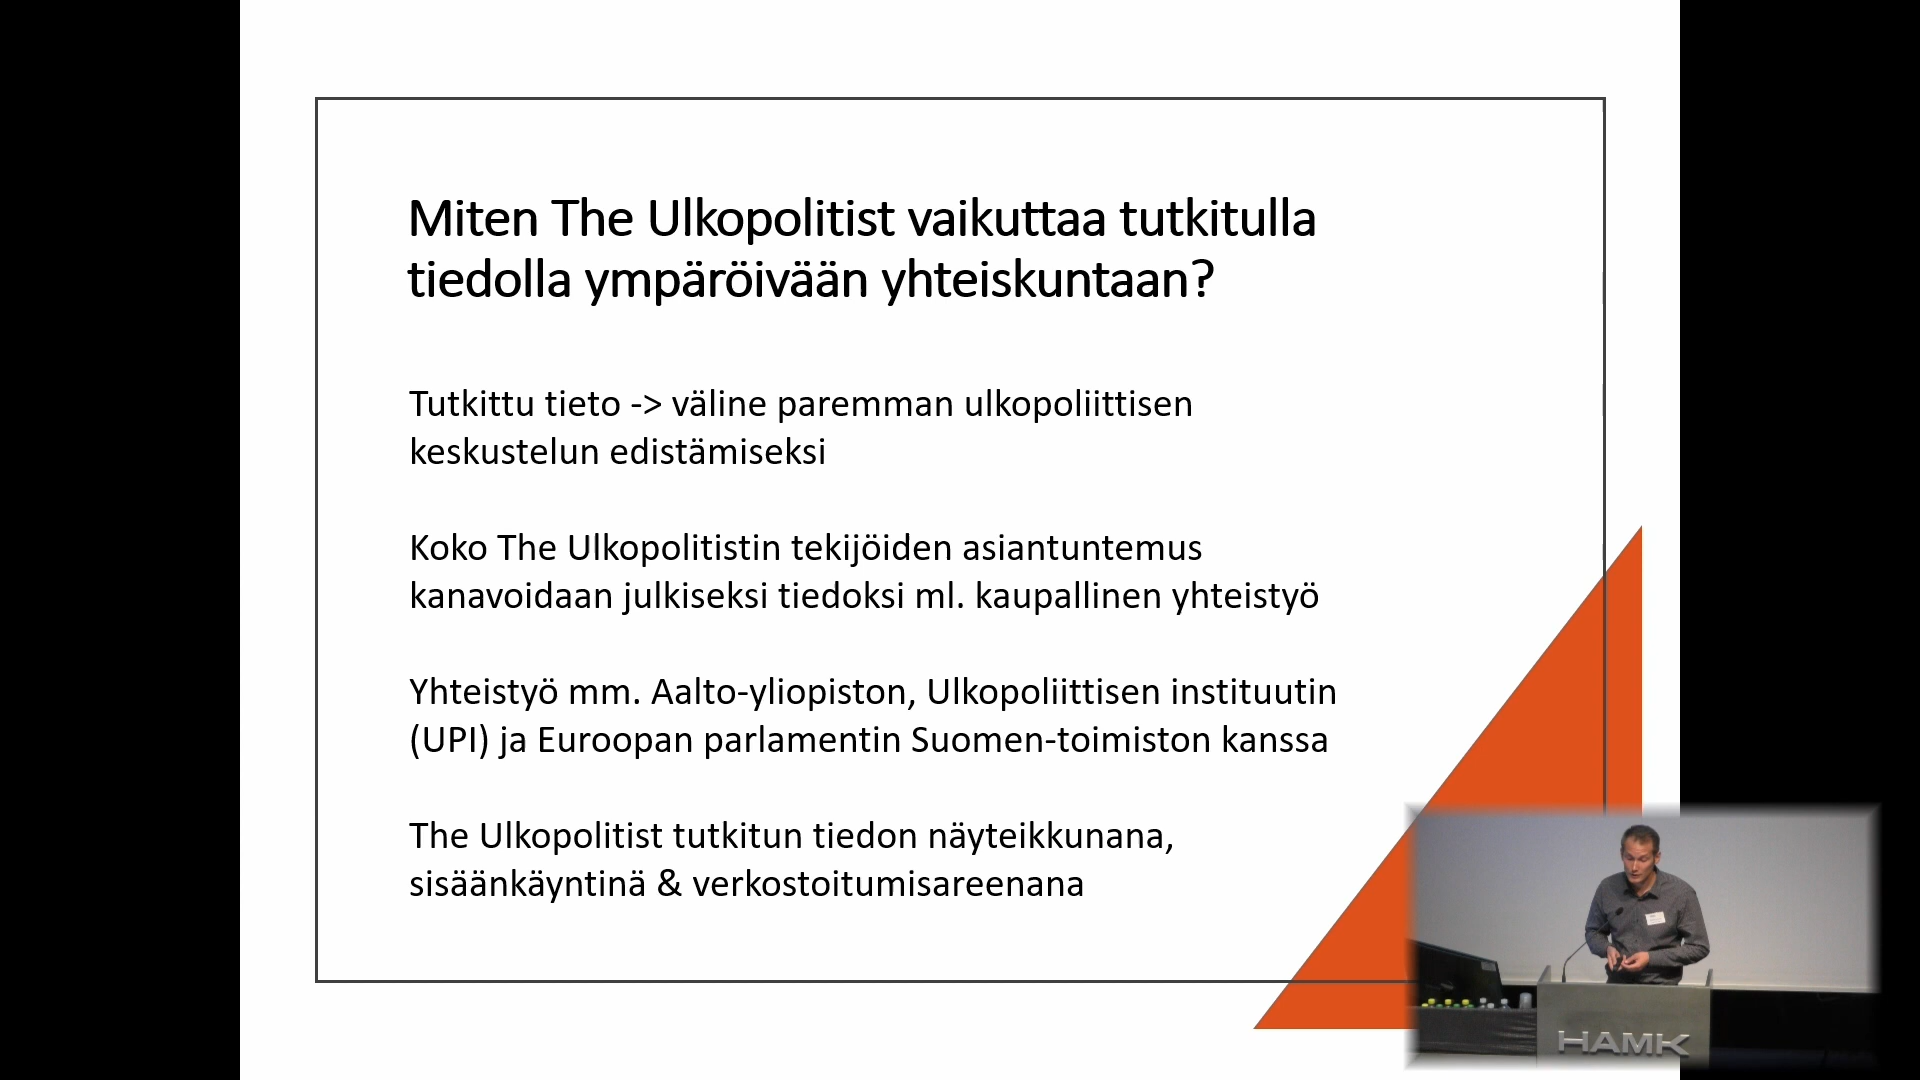 Miten The Ulkopolitist vaikuttaa tutkitulla
tiedolla ympäröivään yhteiskuntaan?
Tutkittu tieto -> väline paremman ulkopoliittisen
keskustelun edistämiseksi
Koko The Ulkopolitistin tekijöiden asiantuntemus
kanavoidaan julkiseksi tiedoksi ml. kaupallinen yhteistyö
Yhteistyö mm. Aalto-yliopiston, Ulkopoliittisen instituutin
(UPI) ja Euroopan parlamentin Suomen-toimiston kanssa
The Ulkopolitist tutkitun tiedon näyteikkunana,
sisäänkäyntinä & verkostoitumisareenana
HAMK